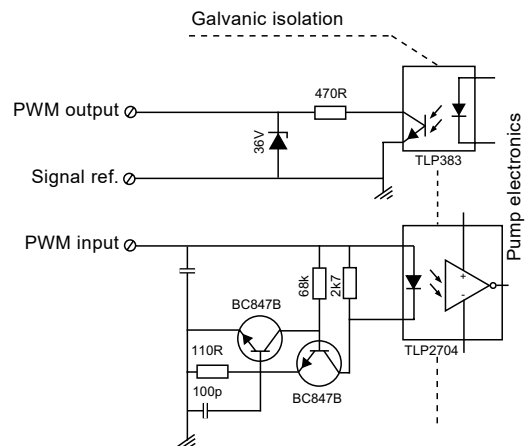 Galvanic isolation
470R
PWM output
36V
TLP383
Signal ref.
Pump electronics
PWM input
68k
2k7
+
-
BC847B
110R
TLP2704
100p
BC847B